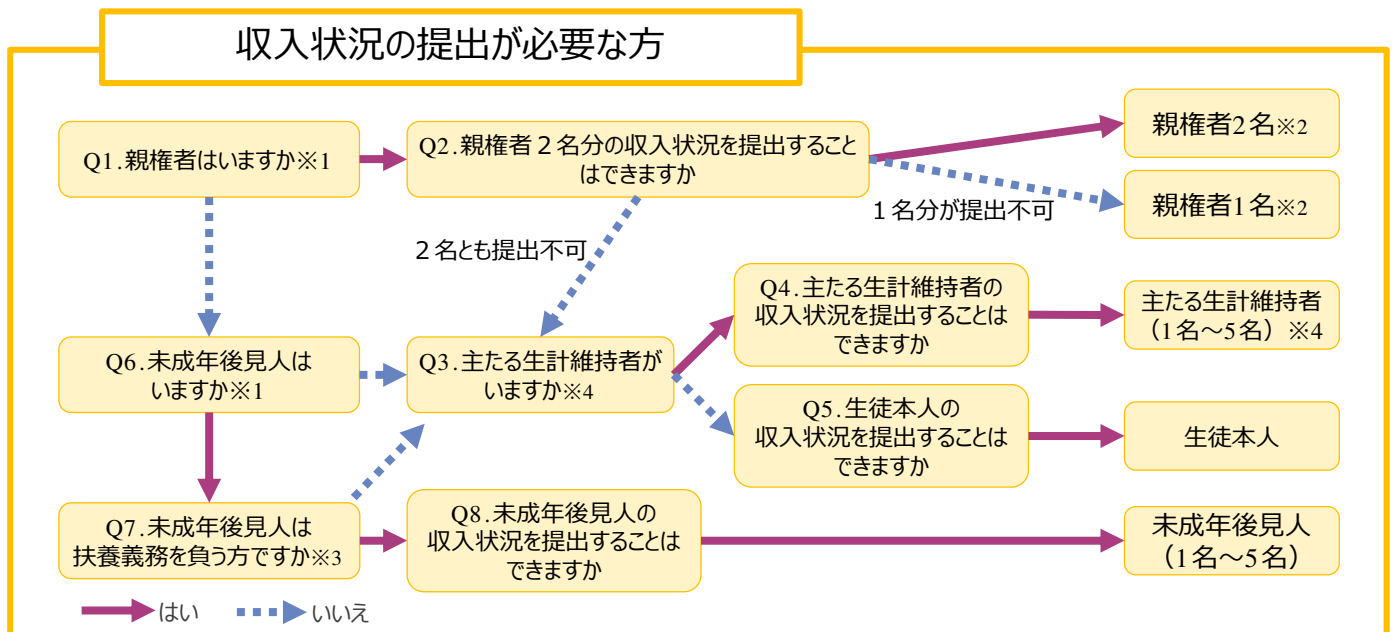 収入状況の提出が必要な方
Q1.親権者はいますか※1
Q2.親権者２名分の収入状況を提出すること
はできますか
親権者2名※2
親権者1名※2
１名分が提出不可
２名とも提出不可
Q4.主たる生計維持者の
収入状況を提出することは
できますか
主たる生計維持者
（1名～5名）※4
Q6.未成年後見人は
いますか※1
Q3.主たる生計維持者が
いますか※4
Q5.生徒本人の
収入状況を提出することは
できますか
生徒本人
Q7.未成年後見人は
扶養義務を負う方ですか※3
Q8.未成年後見人の
収入状況を提出することは
できますか
未成年後見人
（1名～5名）
はい
いいえ